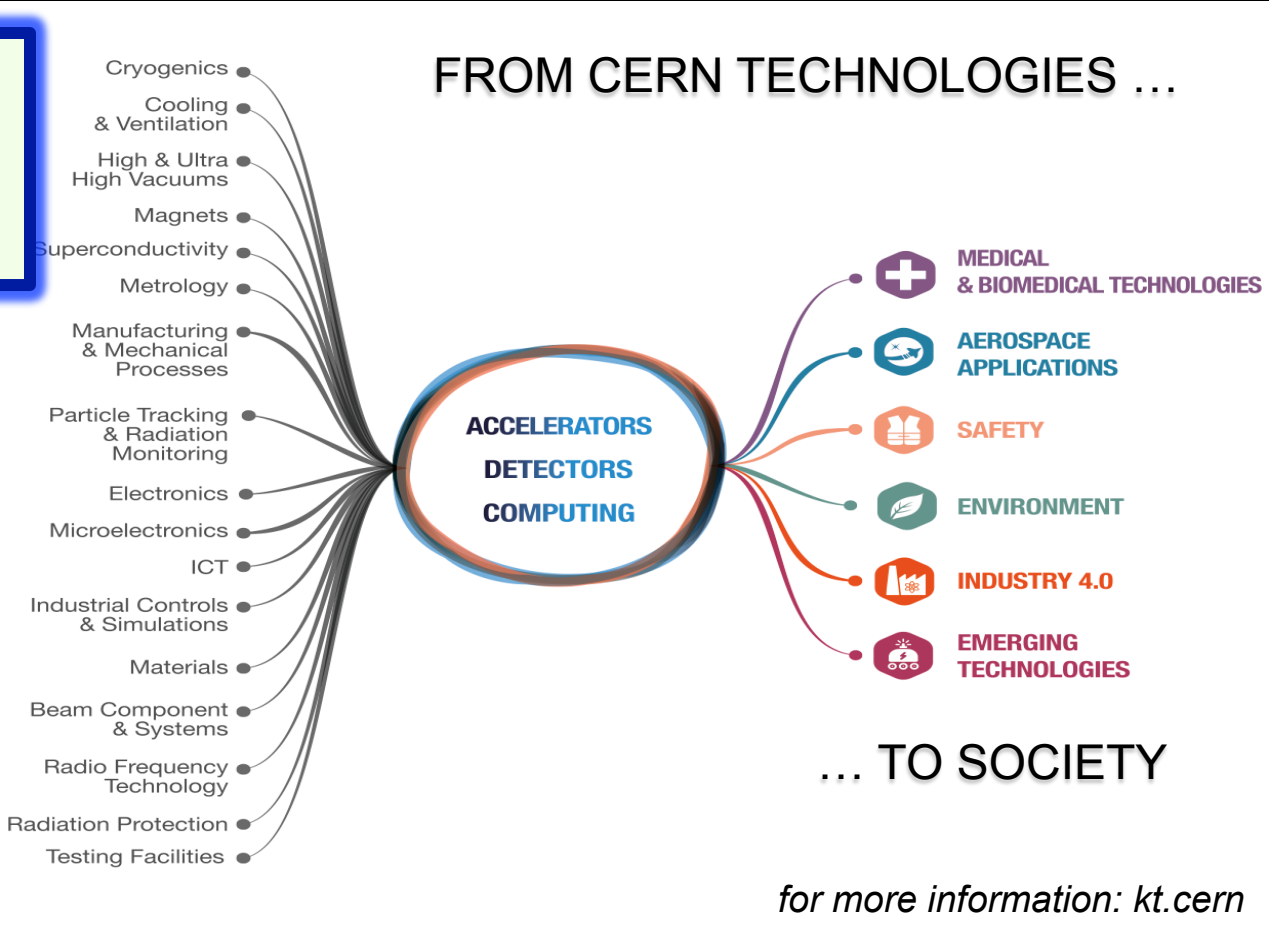 FROM CERN TECHNOLOGIES …
Cryogenics
Cooling
& Ventilation
High & Ultra
High Vacuums
Magnets
Superconductivity
Metrology
Manufacturing
& Mechanical
Processes
Particle Tracking
& Radiation
Monitoring
Electronics
Microelectronics
ICT
Industrial Controls
& Simulations
Materials
Beam Component
& Systems
Radio Frequency
Technology
Radiation Protection
Testing Facilities
ACCELERATORS
DETECTORS
COMPUTING
MEDICAL
& BIOMEDICAL TECHNOLOGIES
AEROSPACE
APPLICATIONS
SAFETY
ENVIRONMENT
INDUSTRY 4.0
EMERGING
TECHNOLOGIES
… TO SOCIETY
for more information: kt.cern